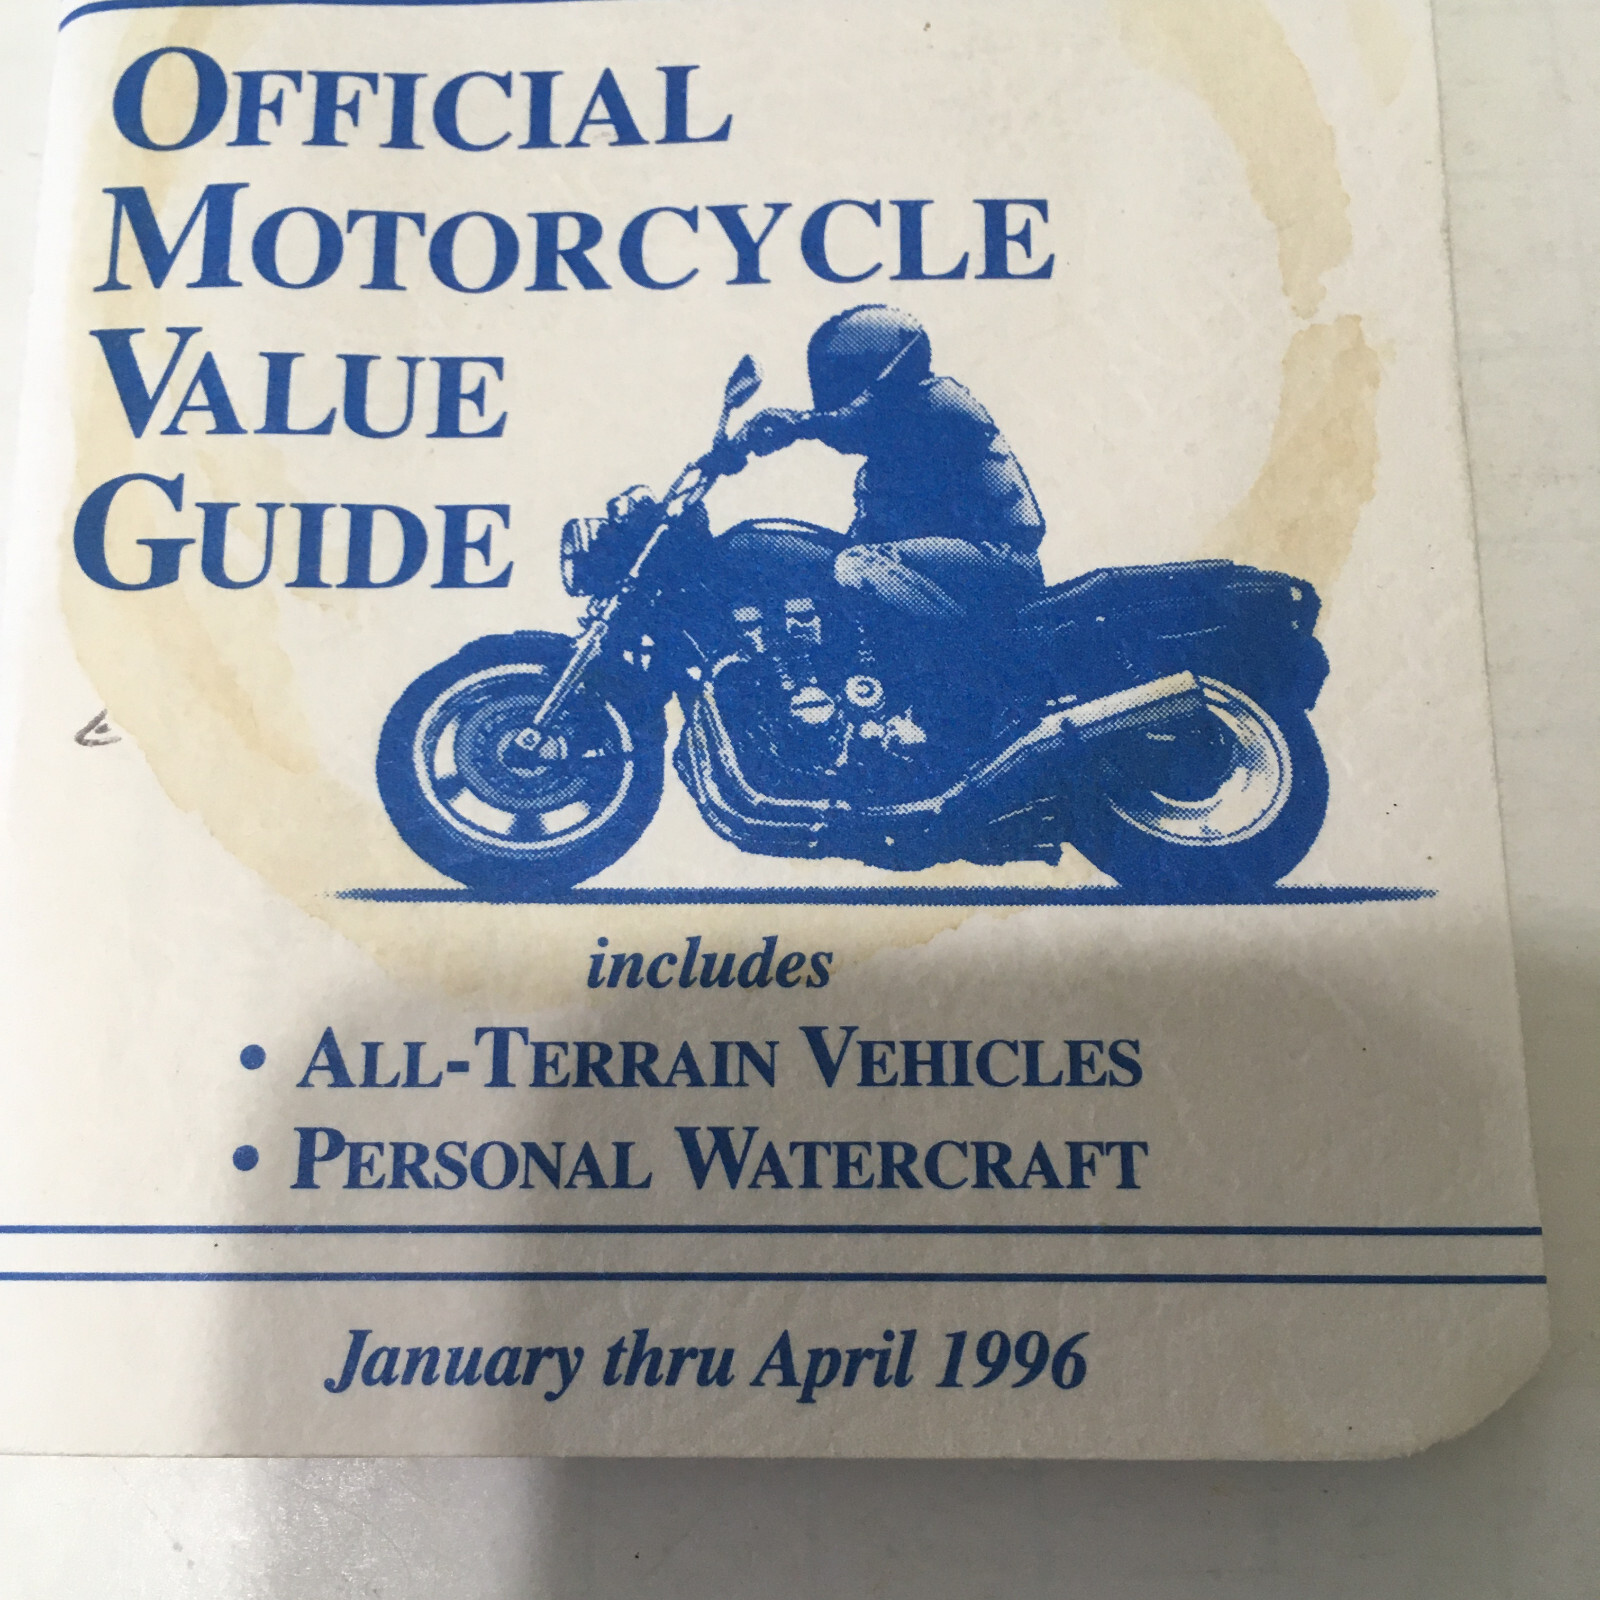 OFFICIAL
MOTORCYCLE
VALUE
GUIDE
includes
• ALL-TERRAIN VEHICLES
• PERSONAL WATERCRAFT
January thru April 1996